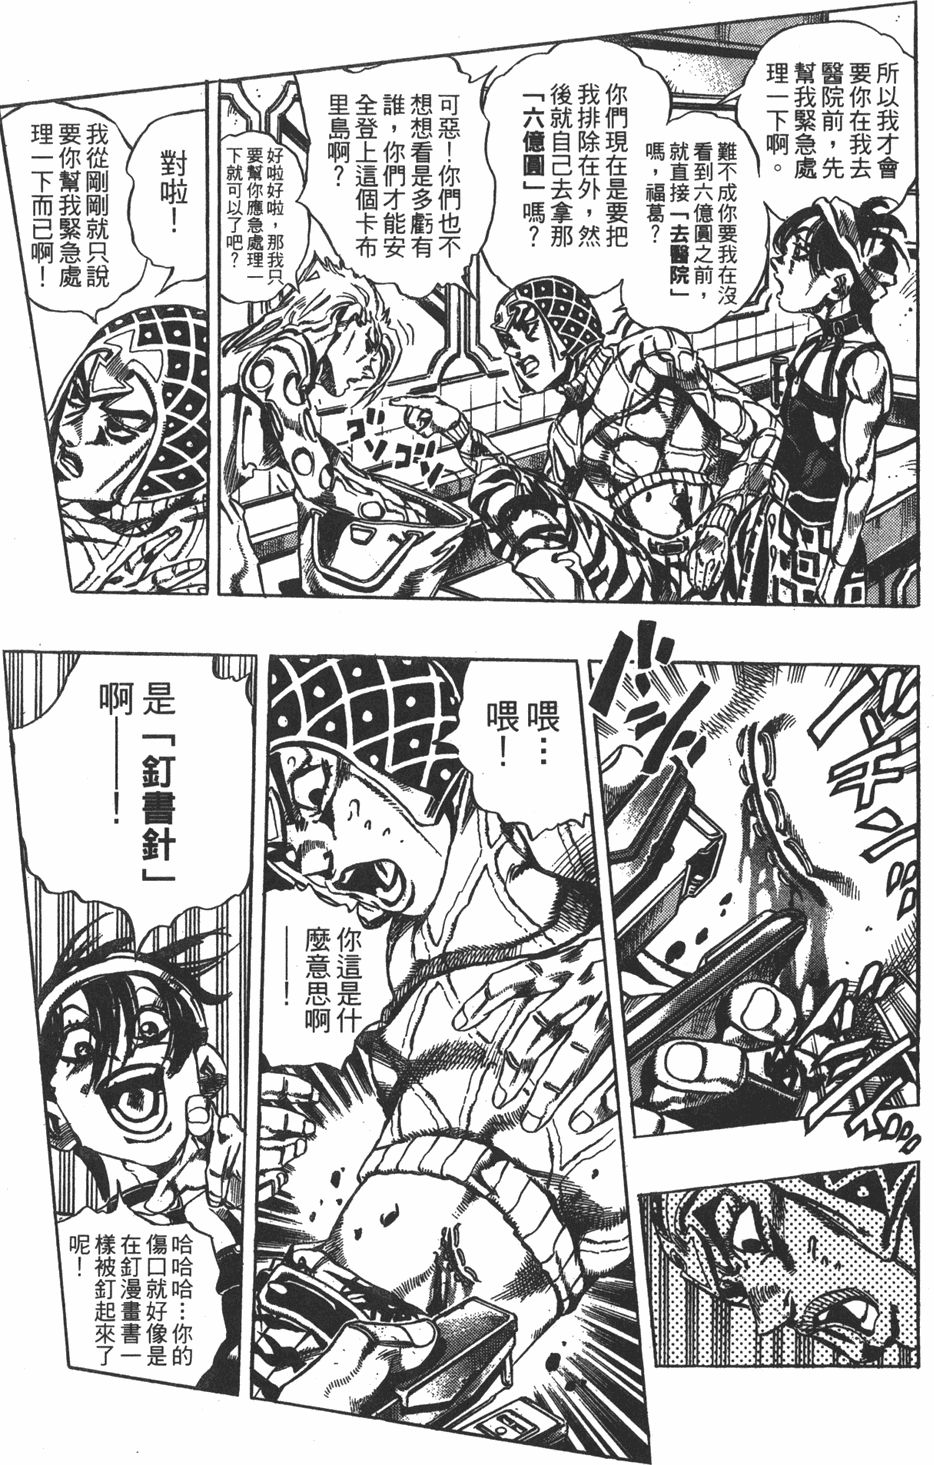 所以我才會
要你在我去
醫院前，先
幫我緊急處
理一下啊。
難不成你要我在沒
看到六億圓之前，
就直接「去醫院」
嗎，福葛？
你們現在是要把
我排除在外，然
後就自己去拿那
「六億圓」嗎？
可惡！你們也不
想想看是多虧有
誰，你們才能安
全登上這個卡布
里島啊？
好啦好啦，那我只
要幫你應急處理一
下就可以了吧？
ゴソ
ゴソ
對啦！
我從剛剛就只說
要你幫我緊急處
理一下而已啊！
喂…
喂！
你這是什
麼意思啊
──！
是「釘書針」
啊──！
哈哈哈…你的
傷口就好像是
在釘漫畫書一
樣被釘起來了
呢！